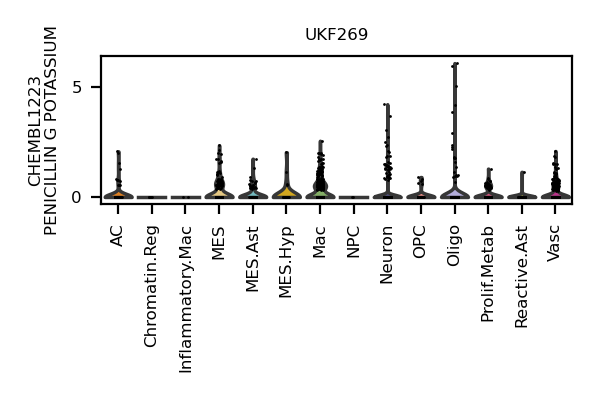 UKF269
CHEMBL1223
PENICILLIN G POTASSIUM
5
0
AC
Chromatin.Reg
Inflammatory.Mac
MES
MES.Ast
MES.Hyp
Mac
NPC
Neuron
OPC
Oligo
Prolif.Metab
Reactive.Ast
Vasc